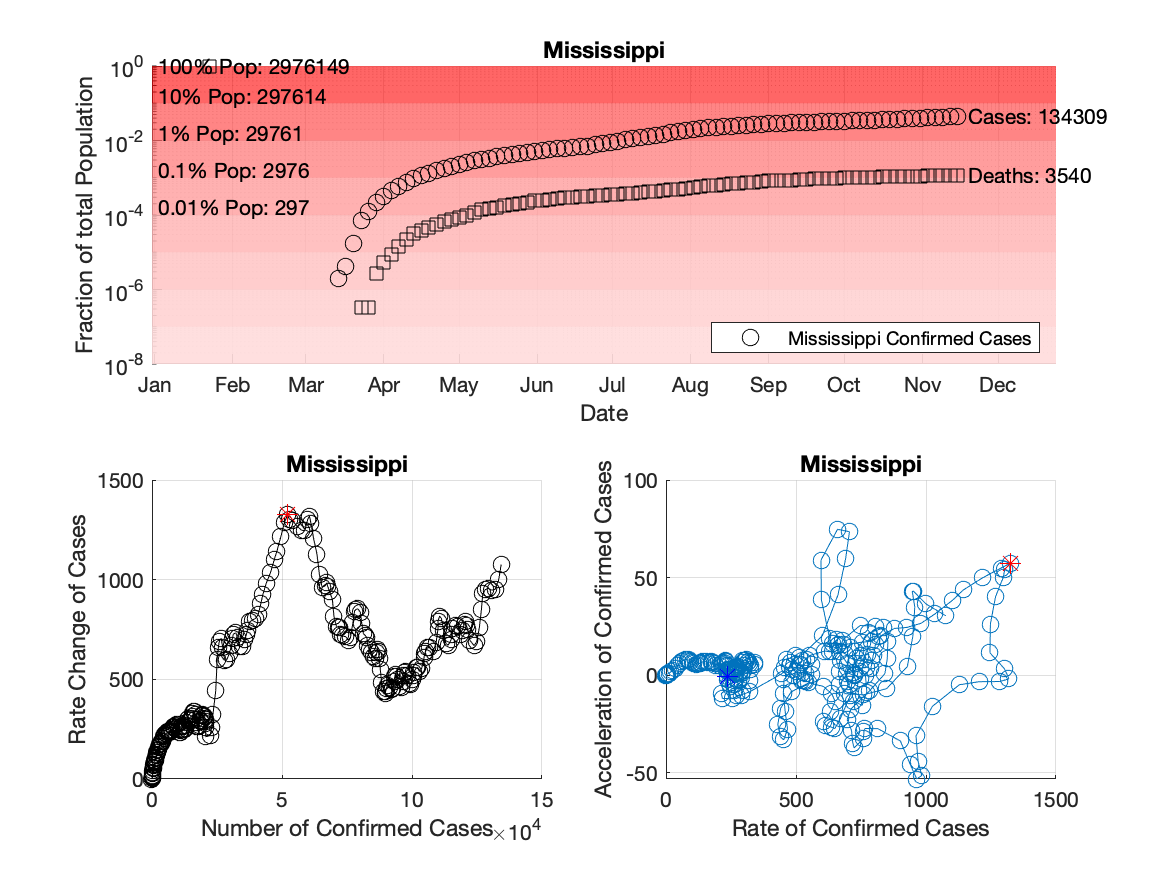 Mississippi
10^0
10^-2
10^-4
10^-6
10^-8
Fraction of total Population
100% Pop: 2976149
10% Pop: 297614
1% Pop: 29761
0.1% Pop: 2976
0.01% Pop: 297
Cases: 134309
Deaths: 3540
Mississippi Confirmed Cases
Jan Feb Mar Apr May Jun Jul Aug Sep Oct Nov Dec
Date
Mississippi
1500
1000
500
0
Rate Change of Cases
0 5 10 15
Number of Confirmed Cases
×10^4
Mississippi
100
50
0
-50
Acceleration of Confirmed Cases
0 500 1000 1500
Rate of Confirmed Cases